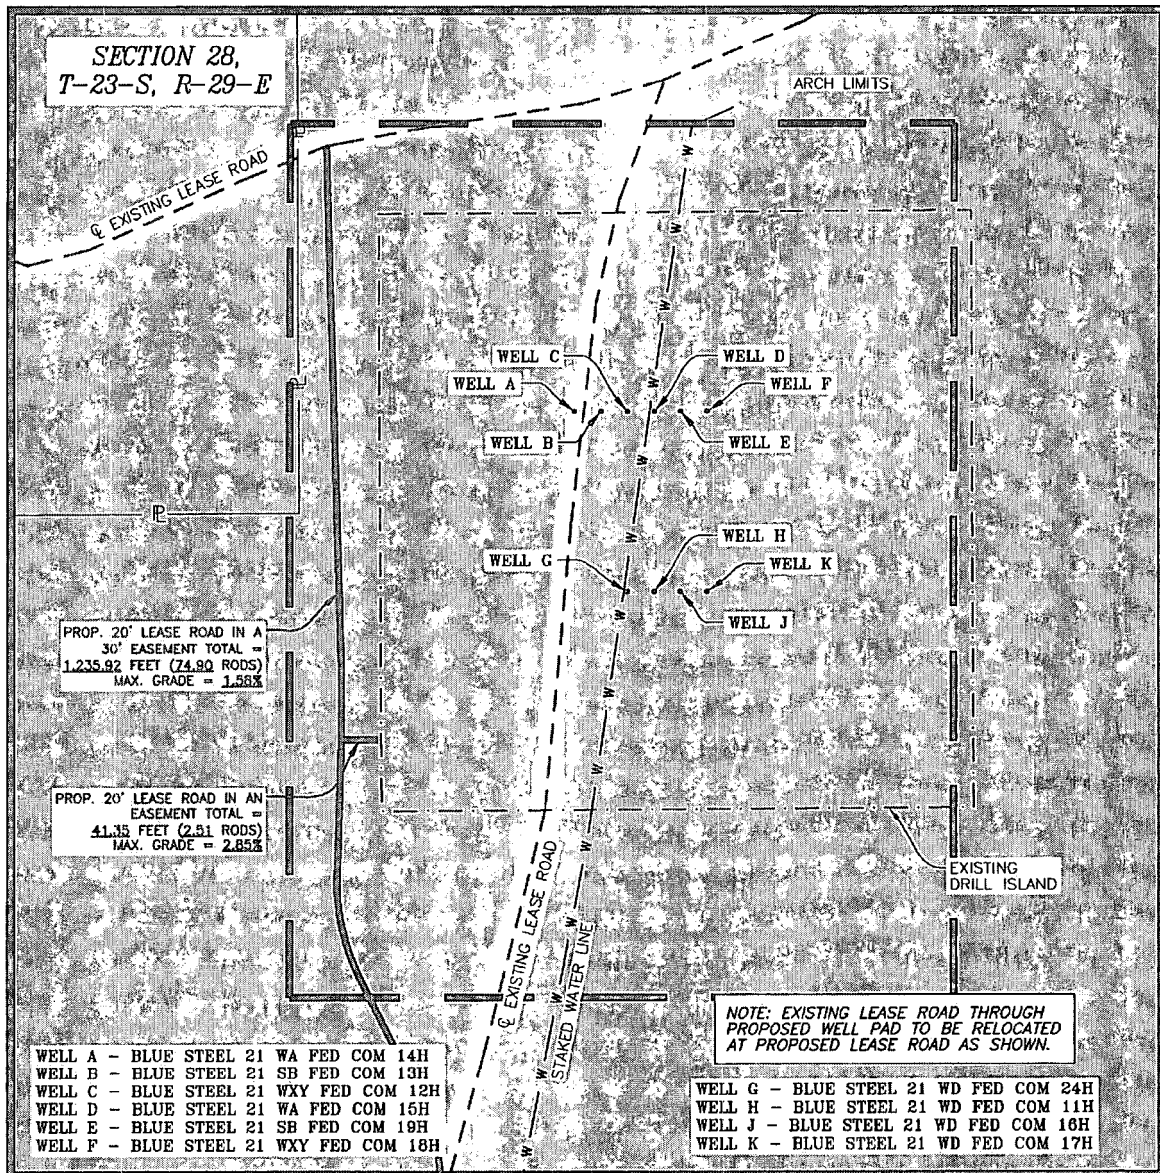 SECTION 28,
T-23-S, R-29-E
ARCH LIMITS
℄ EXISTING LEASE ROAD
W
W
W
WELL C
WELL D
WELL A
W
WELL F
WELL B
W
WELL E
W
W
WELL H
WELL G
WELL K
W
WELL J
PROP. 20' LEASE ROAD IN A
30' EASEMENT TOTAL =
1,235.92 FEET (74.90 RODS)
MAX. GRADE = 1.58%
W
W
PROP. 20' LEASE ROAD IN AN
EASEMENT TOTAL =
41.35 FEET (2.51 RODS)
MAX. GRADE = 2.85%
W
W
EXISTING
DRILL ISLAND
℄ EXISTING LEASE ROAD
STAKED WATER LINE
W
W
W
W
W
NOTE: EXISTING LEASE ROAD THROUGH
PROPOSED WELL PAD TO BE RELOCATED
AT PROPOSED LEASE ROAD AS SHOWN.
WELL A - BLUE STEEL 21 WA FED COM 14H
WELL B - BLUE STEEL 21 SB FED COM 13H
WELL C - BLUE STEEL 21 WXY FED COM 12H
WELL D - BLUE STEEL 21 WA FED COM 15H
WELL E - BLUE STEEL 21 SB FED COM 19H
WELL F - BLUE STEEL 21 WXY FED COM 18H
WELL G - BLUE STEEL 21 WD FED COM 24H
WELL H - BLUE STEEL 21 WD FED COM 11H
WELL J - BLUE STEEL 21 WD FED COM 16H
WELL K - BLUE STEEL 21 WD FED COM 17H